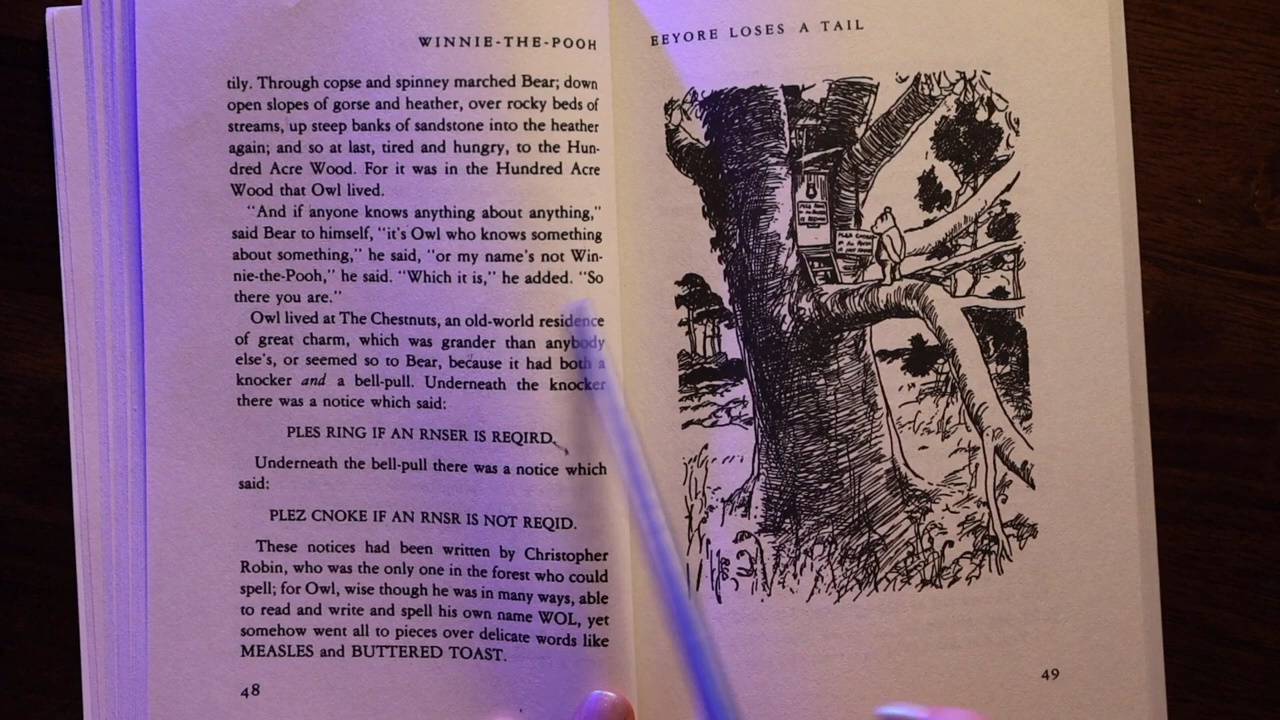 WINNIE-THE-POOH
tily. Through copse and spinney marched Bear; down
open slopes of gorse and heather, over rocky beds of
streams, up steep banks of sandstone into the heather
again; and so at last, tired and hungry, to the Hun-
dred Acre Wood. For it was in the Hundred Acre
Wood that Owl lived.
"And if anyone knows anything about anything,"
said Bear to himself, "it's Owl who knows something
about something," he said, "or my name's not Win-
nie-the-Pooh," he said. "Which it is," he added. "So
there you are."
Owl lived at The Chestnuts, an old-world residence
of great charm, which was grander than anybody
else's, or seemed so to Bear, because it had both a
knocker and a bell-pull. Underneath the knocker
there was a notice which said:
PLES RING IF AN RNSER IS REQIRD.
Underneath the bell-pull there was a notice which
said:
PLEZ CNOKE IF AN RNSR IS NOT REQID.
These notices had been written by Christopher
Robin, who was the only one in the forest who could
spell; for Owl, wise though he was in many ways, able
to read and write and spell his own name WOL, yet
somehow went all to pieces over delicate words like
MEASLES and BUTTERED TOAST.
48
EEYORE LOSES A TAIL
49